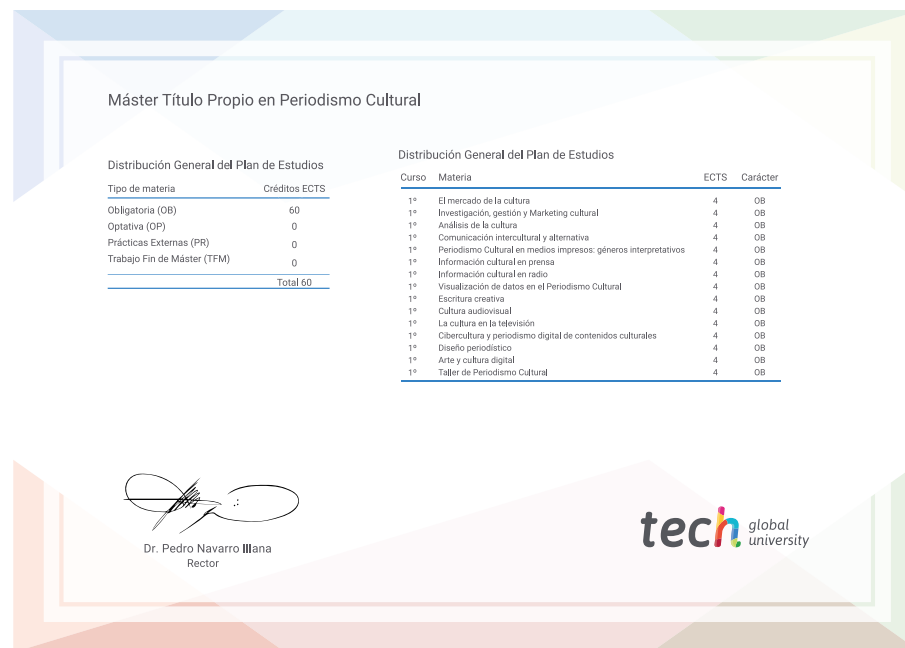 Máster Título Propio en Periodismo Cultural
Distribución General del Plan de Estudios
Tipo de materia Créditos ECTS
Obligatoria (OB) 60
Optativa (OP) 0
Prácticas Externas (PR) 0
Trabajo Fin de Máster (TFM) 0
Total 60
Distribución General del Plan de Estudios
Curso Materia ECTS Carácter
1º El mercado de la cultura 4 OB
1º Investigación, gestión y Marketing cultural 4 OB
1º Análisis de la cultura 4 OB
1º Comunicación intercultural y alternativa 4 OB
1º Periodismo Cultural en medios impresos: géneros interpretativos 4 OB
1º Información cultural en prensa 4 OB
1º Información cultural en radio 4 OB
1º Visualización de datos en el Periodismo Cultural 4 OB
1º Escritura creativa 4 OB
1º Cultura audiovisual 4 OB
1º La cultura en la televisión 4 OB
1º Cibercultura y periodismo digital de contenidos culturales 4 OB
1º Diseño periodístico 4 OB
1º Arte y cultura digital 4 OB
1º Taller de Periodismo Cultural 4 OB
Dr. Pedro Navarro Illana
Rector
tech global
university